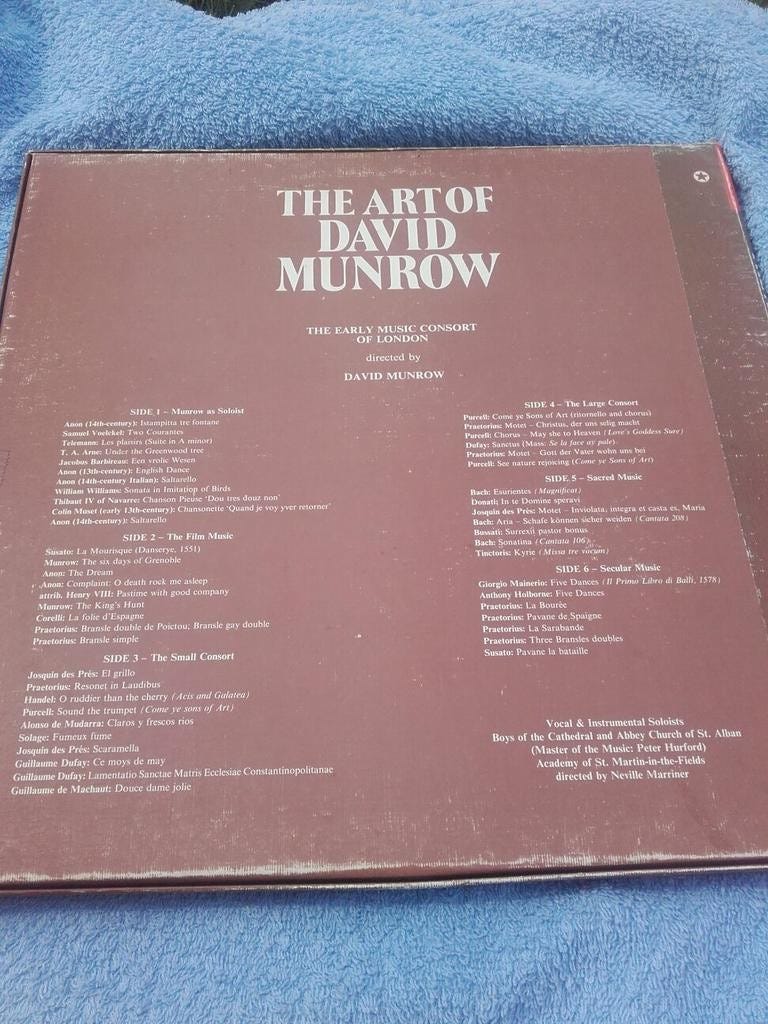 THE ART OF
DAVID
MUNROW
THE EARLY MUSIC CONSORT
OF LONDON
directed by
DAVID MUNROW
SIDE 1 – Munrow as Soloist
Anon (14th-century): Istampitta tre fontane
Samuel Voelckel: Two Courantes
Telemann: Les plaisirs (Suite in A minor)
T. A. Arne: Under the Greenwood tree
Jacobus Barbireau: Een vrolic Wesen
Anon (13th-century): English Dance
Anon (14th-century Italian): Saltarello
William Williams: Sonata in Imitation of Birds
Thibaut IV of Navarre: Chanson Pieuse 'Dou tres douz non'
Colin Muset (early 13th-century): Chansonette 'Quand je voy yver retorner'
Anon (14th-century): Saltarello
SIDE 2 – The Film Music
Susato: La Mourisque (Danserye, 1551)
Munrow: The six days of Grenoble
Anon: The Dream
Anon: Complaint: O death rock me asleep
attrib. Henry VIII: Pastime with good company
Munrow: The King's Hunt
Corelli: La folie d'Espagne
Praetorius: Bransle double de Poictou; Bransle gay double
Praetorius: Bransle simple
SIDE 3 – The Small Consort
Josquin des Prés: El grillo
Praetorius: Resonet in Laudibus
Handel: O ruddier than the cherry (Acis and Galatea)
Purcell: Sound the trumpet (Come ye sons of Art)
Alonso de Mudarra: Claros y frescos rios
Solage: Fumeux fume
Josquin des Prés: Scaramella
Guillaume Dufay: Ce moys de may
Guillaume Dufay: Lamentatio Sanctae Matris Ecclesiae Constantinopolitanae
Guillaume de Machaut: Douce dame jolie
SIDE 4 – The Large Consort
Purcell: Come ye Sons of Art (ritornello and chorus)
Praetorius: Motet – Christus, der uns selig macht
Purcell: Chorus – May she to Heaven (Love's Goddess Sure)
Dufay: Sanctus (Mass: Se la face ay pale)
Praetorius: Motet – Gott der Vater wohn uns bei
Purcell: See nature rejoicing (Come ye Sons of Art)
SIDE 5 – Sacred Music
Bach: Esurientes (Magnificat)
Donati: In te Domine speravi
Josquin des Prés: Motet – Inviolata, integra et casta es, Maria
Bach: Aria – Schafe können sicher weiden (Cantata 208)
Bussati: Surrexit pastor bonus
Bach: Sonatina (Cantata 106)
Tinctoris: Kyrie (Missa tre vocum)
SIDE 6 – Secular Music
Giorgio Mainerio: Five Dances (Il Primo Libro di Balli, 1578)
Anthony Holborne: Five Dances
Praetorius: La Bourée
Praetorius: Pavane de Spaigne
Praetorius: La Sarabande
Praetorius: Three Bransles doubles
Susato: Pavane la bataille
Vocal & Instrumental Soloists
Boys of the Cathedral and Abbey Church of St. Alban
(Master of the Music: Peter Hurford)
Academy of St. Martin-in-the-Fields
directed by Neville Marriner